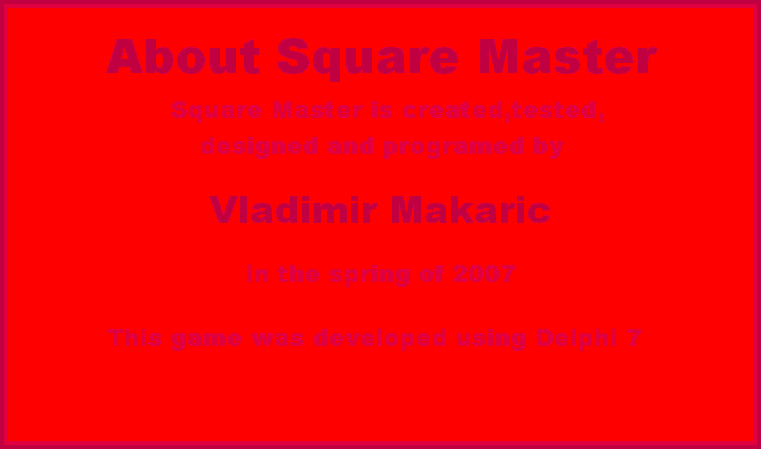 About Square Master
Square Master is created,tested,
designed and programed by
Vladimir Makaric
in the spring of 2007
This game was developed using Delphi 7